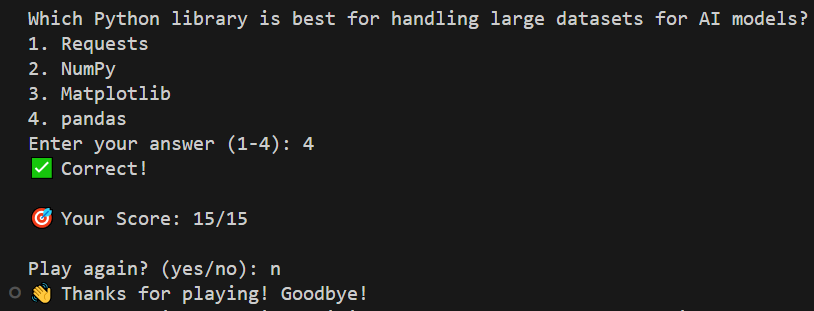 Which Python library is best for handling large datasets for AI models?
1. Requests
2. NumPy
3. Matplotlib
4. pandas
Enter your answer (1-4): 4
✅ Correct!
🎯 Your Score: 15/15
Play again? (yes/no): n
👋 Thanks for playing! Goodbye!